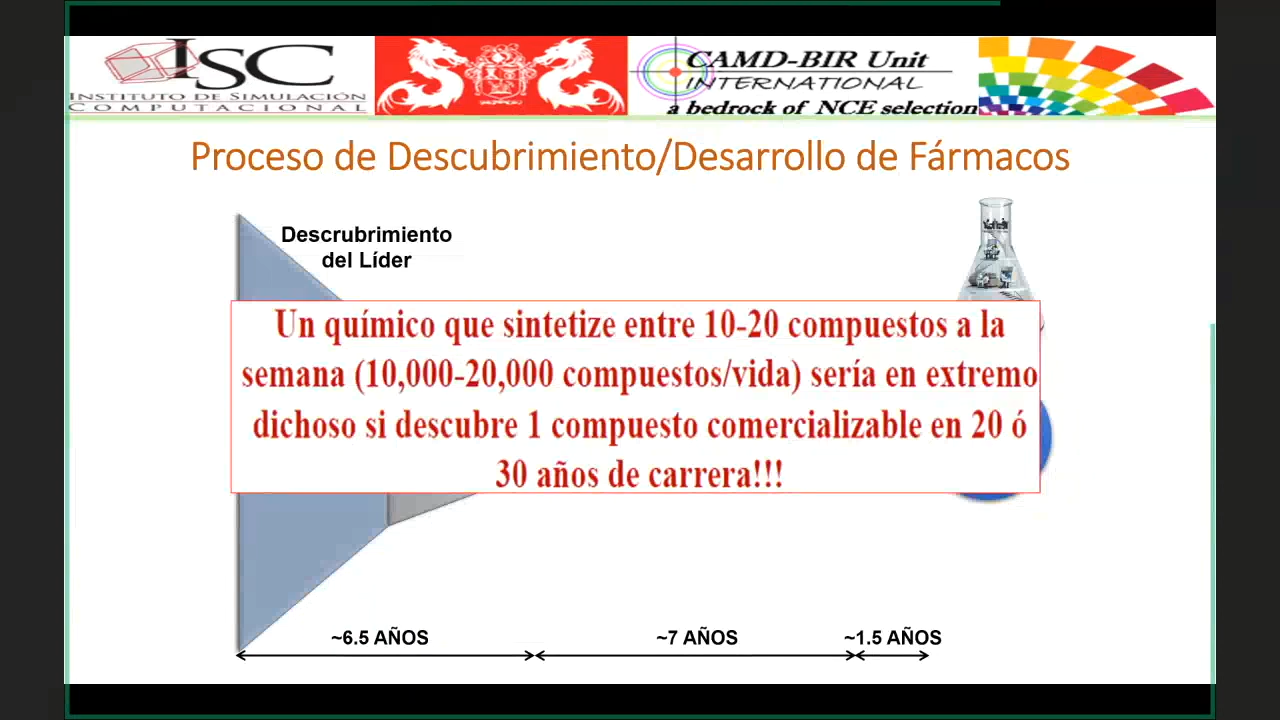 ISC
INSTITUTO DE SIMULACIÓN
COMPUTACIONAL
CAMD-BIR Unit
INTERNATIONAL
a bedrock of NCE selection
Proceso de Descubrimiento/Desarrollo de Fármacos
Descrubrimiento
del Líder
Un químico que sintetize entre 10-20 compuestos a la
semana (10,000-20,000 compuestos/vida) sería en extremo
dichoso si descubre 1 compuesto comercializable en 20 ó
30 años de carrera!!!
~6.5 AÑOS
~7 AÑOS
~1.5 AÑOS